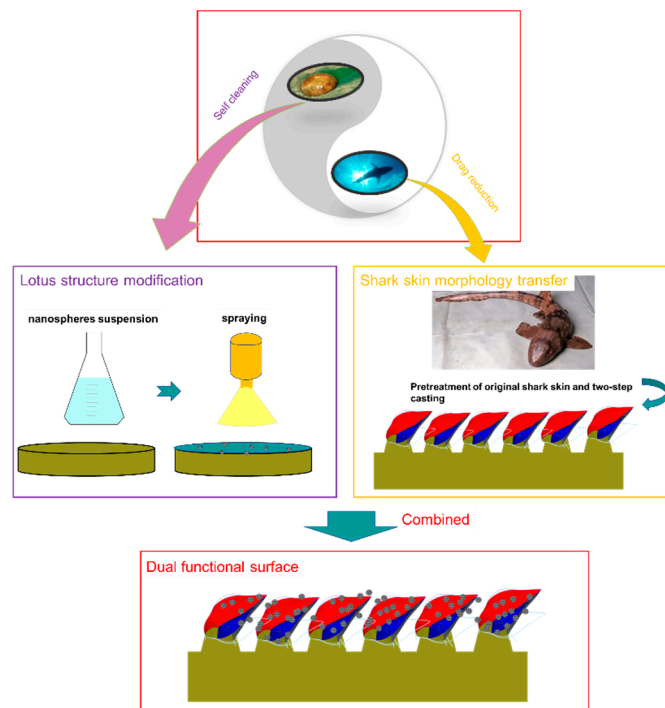 Self cleaning
Drag reduction
Lotus structure modification
nanospheres suspension
spraying
Shark skin morphology transfer
Pretreatment of original shark skin and two-step
casting
Combined
Dual functional surface